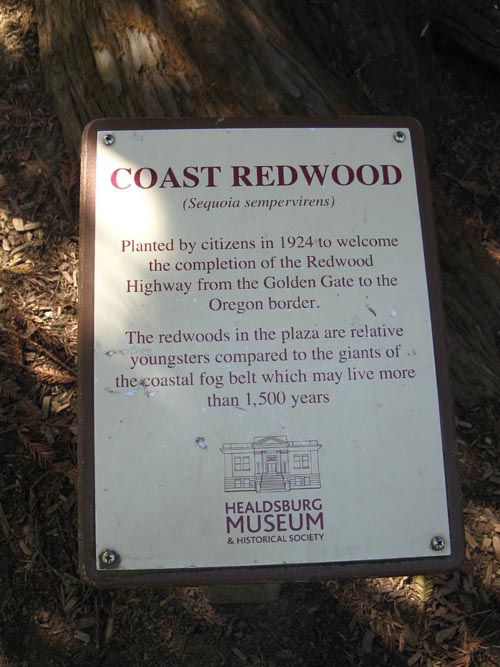 COAST REDWOOD
(Sequoia sempervirens)
Planted by citizens in 1924 to welcome
the completion of the Redwood
Highway from the Golden Gate to the
Oregon border.
The redwoods in the plaza are relative
youngsters compared to the giants of
the coastal fog belt which may live more
than 1,500 years
HEALDSBURG
MUSEUM
& HISTORICAL SOCIETY